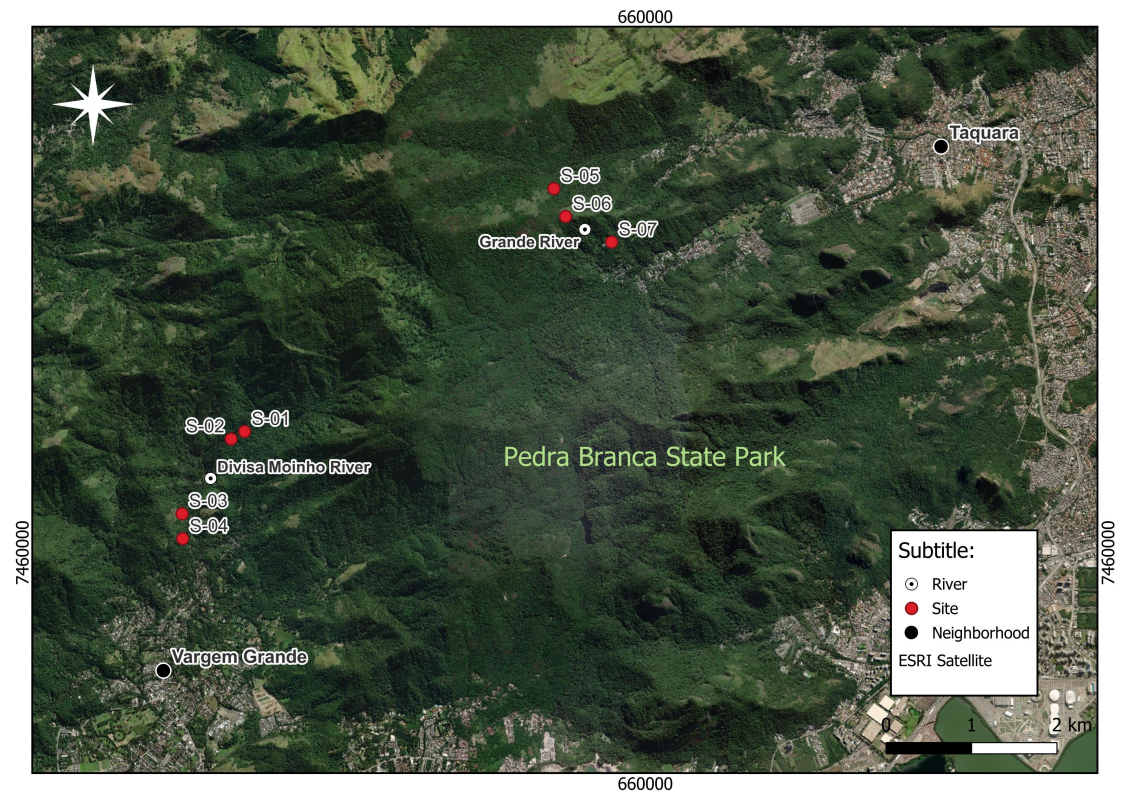 660000
Taquara
S-05
S-06
Grande River
S-07
S-01
S-02
Divisa Moinho River
S-03
S-04
Pedra Branca State Park
7460000
7460000
Subtitle:
River
Site
Neighborhood
ESRI Satellite
Vargem Grande
0 1 2 km
660000